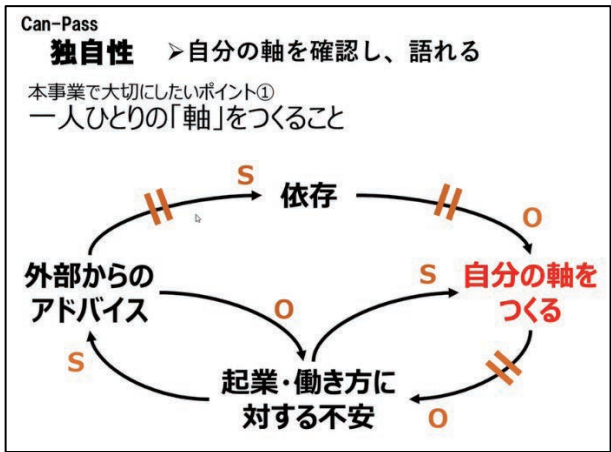 Can-Pass
独自性 ➢自分の軸を確認し、語れる
本事業で大切にしたいポイント①
一人ひとりの「軸」をつくること
S
依存
O
外部からの
アドバイス
S
自分の軸を
つくる
O
S
起業・働き方に
対する不安
O